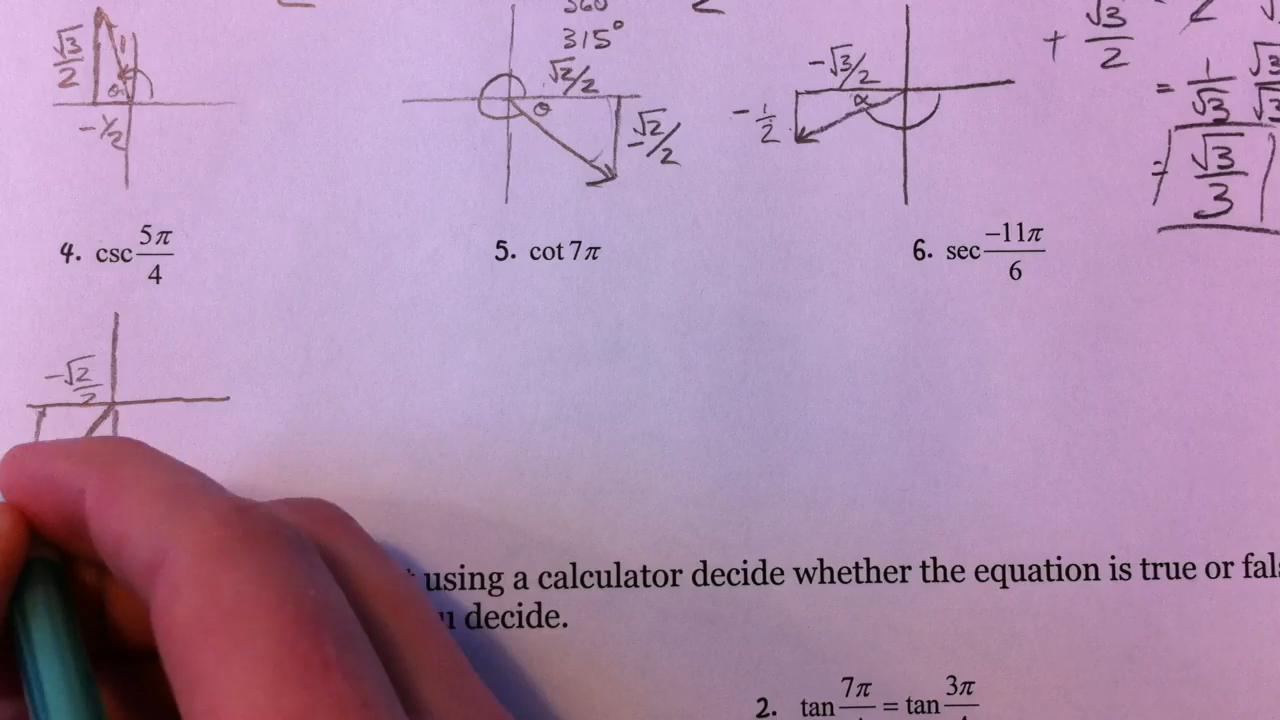 360
315°
√3/2
1
θ
-1/2
√2/2
θ
-√2/2
-√3/2
-1/2
α
+ √3/2
= 1/√3
= √3/3
4. csc 5π/4
5. cot 7π
6. sec -11π/6
-√2/2
using a calculator decide whether the equation is true or fal
decide.
2. tan 7π = tan 3π